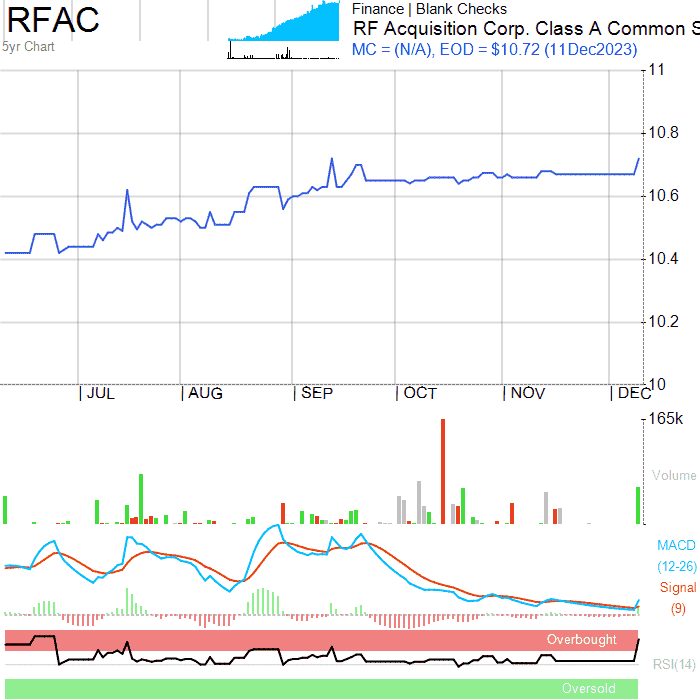 RFAC
5yr Chart
Finance | Blank Checks
RF Acquisition Corp. Class A Common S
MC = (N/A), EOD = $10.72 (11Dec2023)
11
10.8
10.6
10.4
10.2
10
| JUL | AUG | SEP | OCT | NOV | DEC
165k
Volume
MACD
(12-26)
Signal
(9)
Overbought
RSI(14)
Oversold